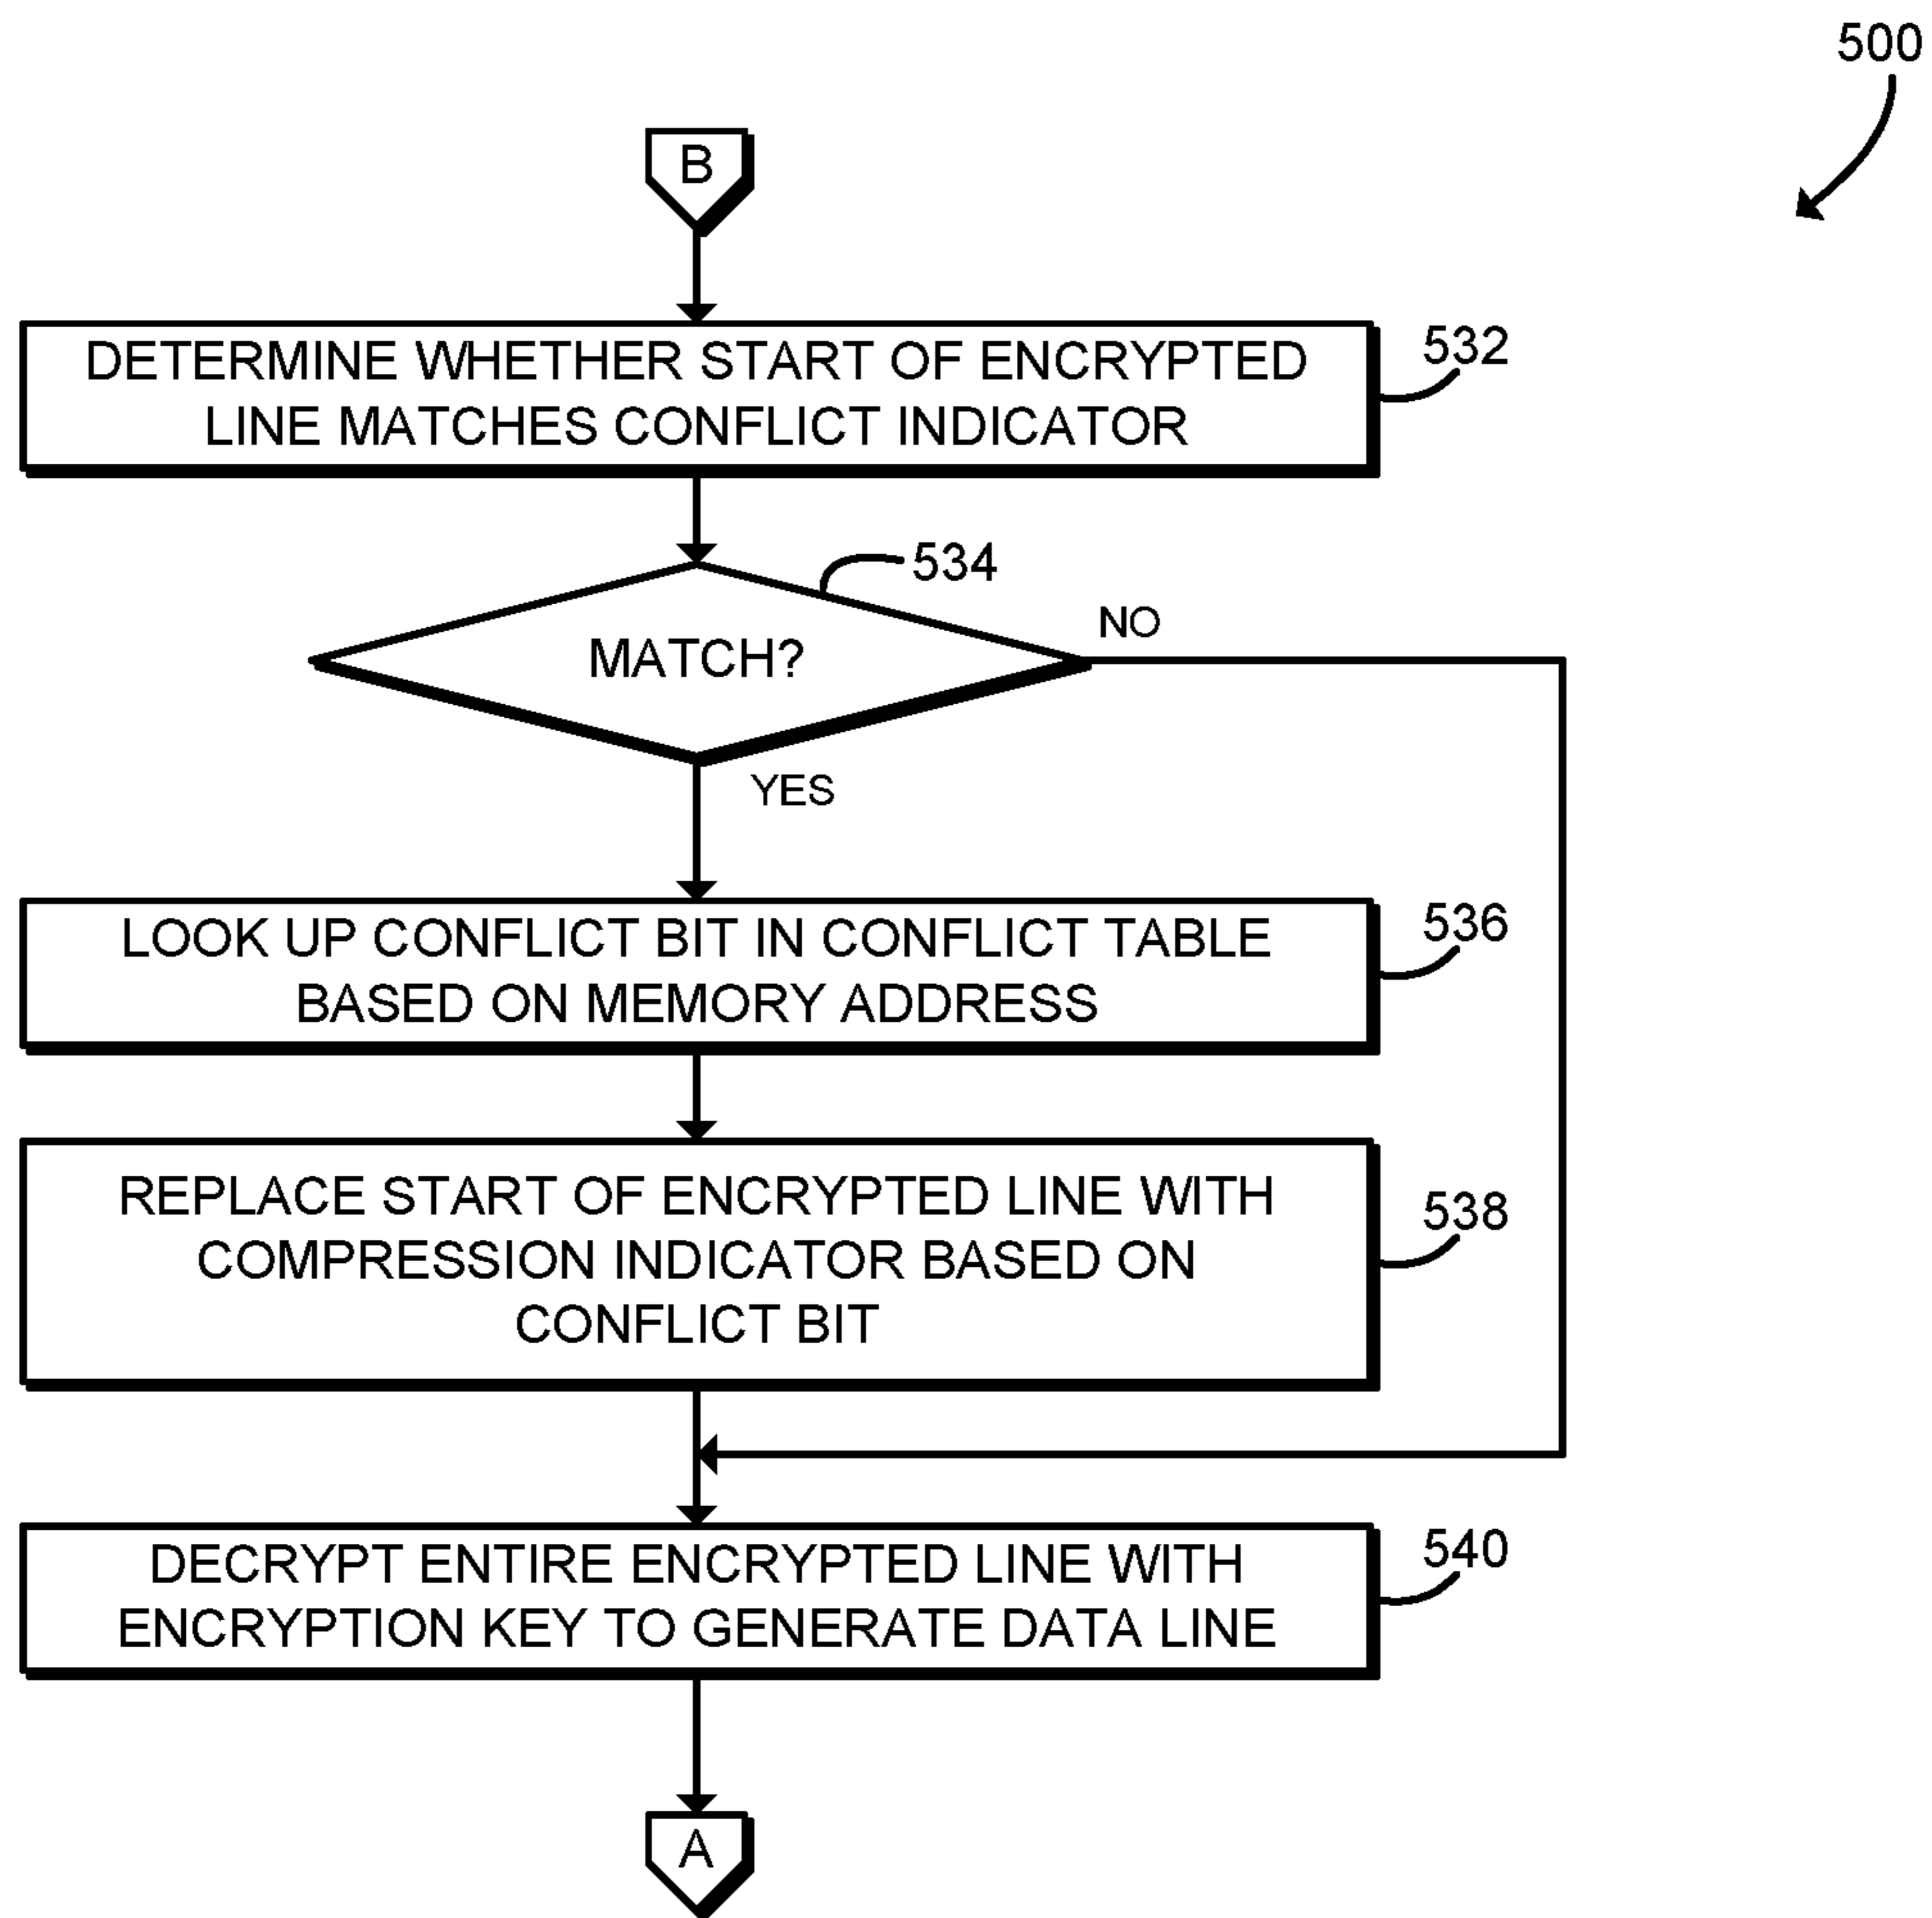 500
B
DETERMINE WHETHER START OF ENCRYPTED
LINE MATCHES CONFLICT INDICATOR
532
534
MATCH?
NO
YES
LOOK UP CONFLICT BIT IN CONFLICT TABLE
BASED ON MEMORY ADDRESS
536
REPLACE START OF ENCRYPTED LINE WITH
COMPRESSION INDICATOR BASED ON
CONFLICT BIT
538
DECRYPT ENTIRE ENCRYPTED LINE WITH
ENCRYPTION KEY TO GENERATE DATA LINE
540
A